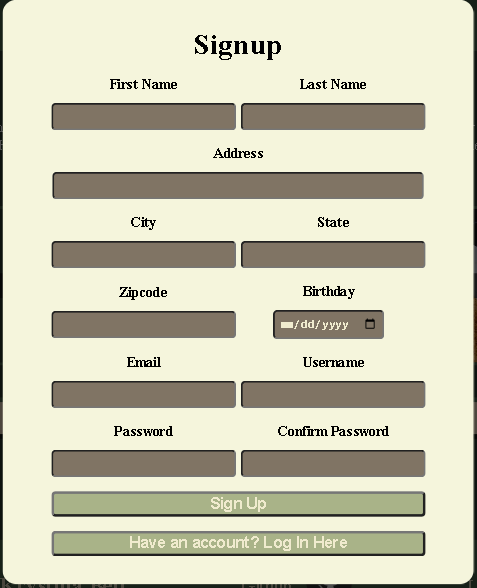 Signup
First Name Last Name
Address
City State
Zipcode Birthday
mm/dd/yyyy
Email Username
Password Confirm Password
Sign Up
Have an account? Log In Here